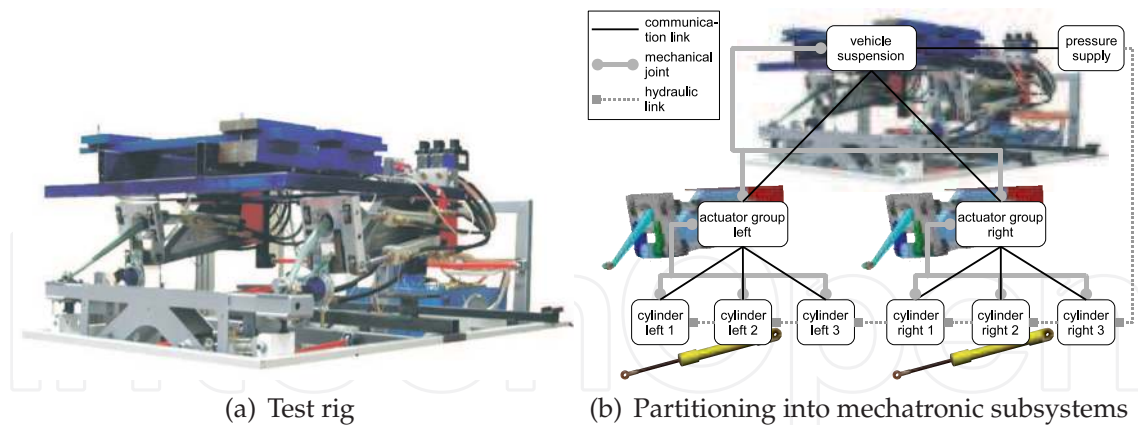 communica-
tion link
mechanical
joint
hydraulic
link
vehicle
suspension
pressure
supply
actuator group
left
actuator group
right
cylinder
left 1
cylinder
left 2
cylinder
left 3
cylinder
right 1
cylinder
right 2
cylinder
right 3
(a) Test rig
(b) Partitioning into mechatronic subsystems